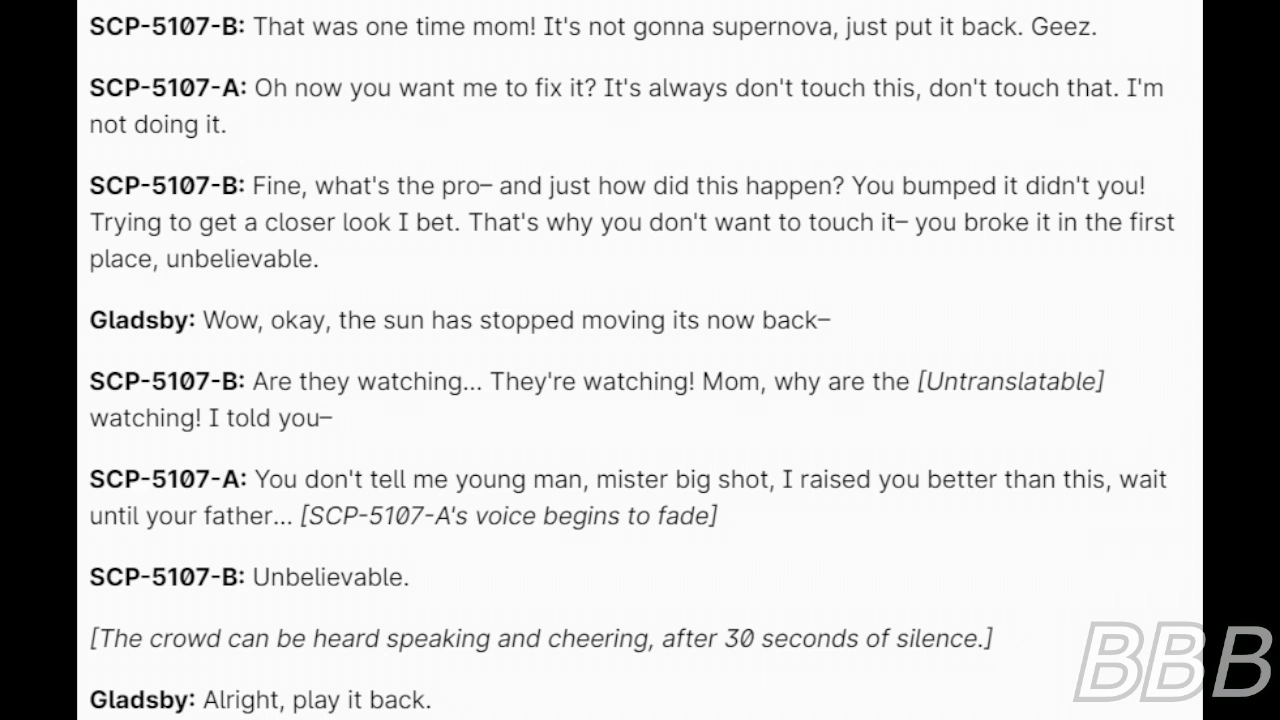 SCP-5107-B: That was one time mom! It's not gonna supernova, just put it back. Geez.
SCP-5107-A: Oh now you want me to fix it? It's always don't touch this, don't touch that. I'm
not doing it.
SCP-5107-B: Fine, what's the pro– and just how did this happen? You bumped it didn't you!
Trying to get a closer look I bet. That's why you don't want to touch it– you broke it in the first
place, unbelievable.
Gladsby: Wow, okay, the sun has stopped moving its now back–
SCP-5107-B: Are they watching... They're watching! Mom, why are the [Untranslatable]
watching! I told you–
SCP-5107-A: You don't tell me young man, mister big shot, I raised you better than this, wait
until your father... [SCP-5107-A's voice begins to fade]
SCP-5107-B: Unbelievable.
[The crowd can be heard speaking and cheering, after 30 seconds of silence.]
Gladsby: Alright, play it back.
BBB